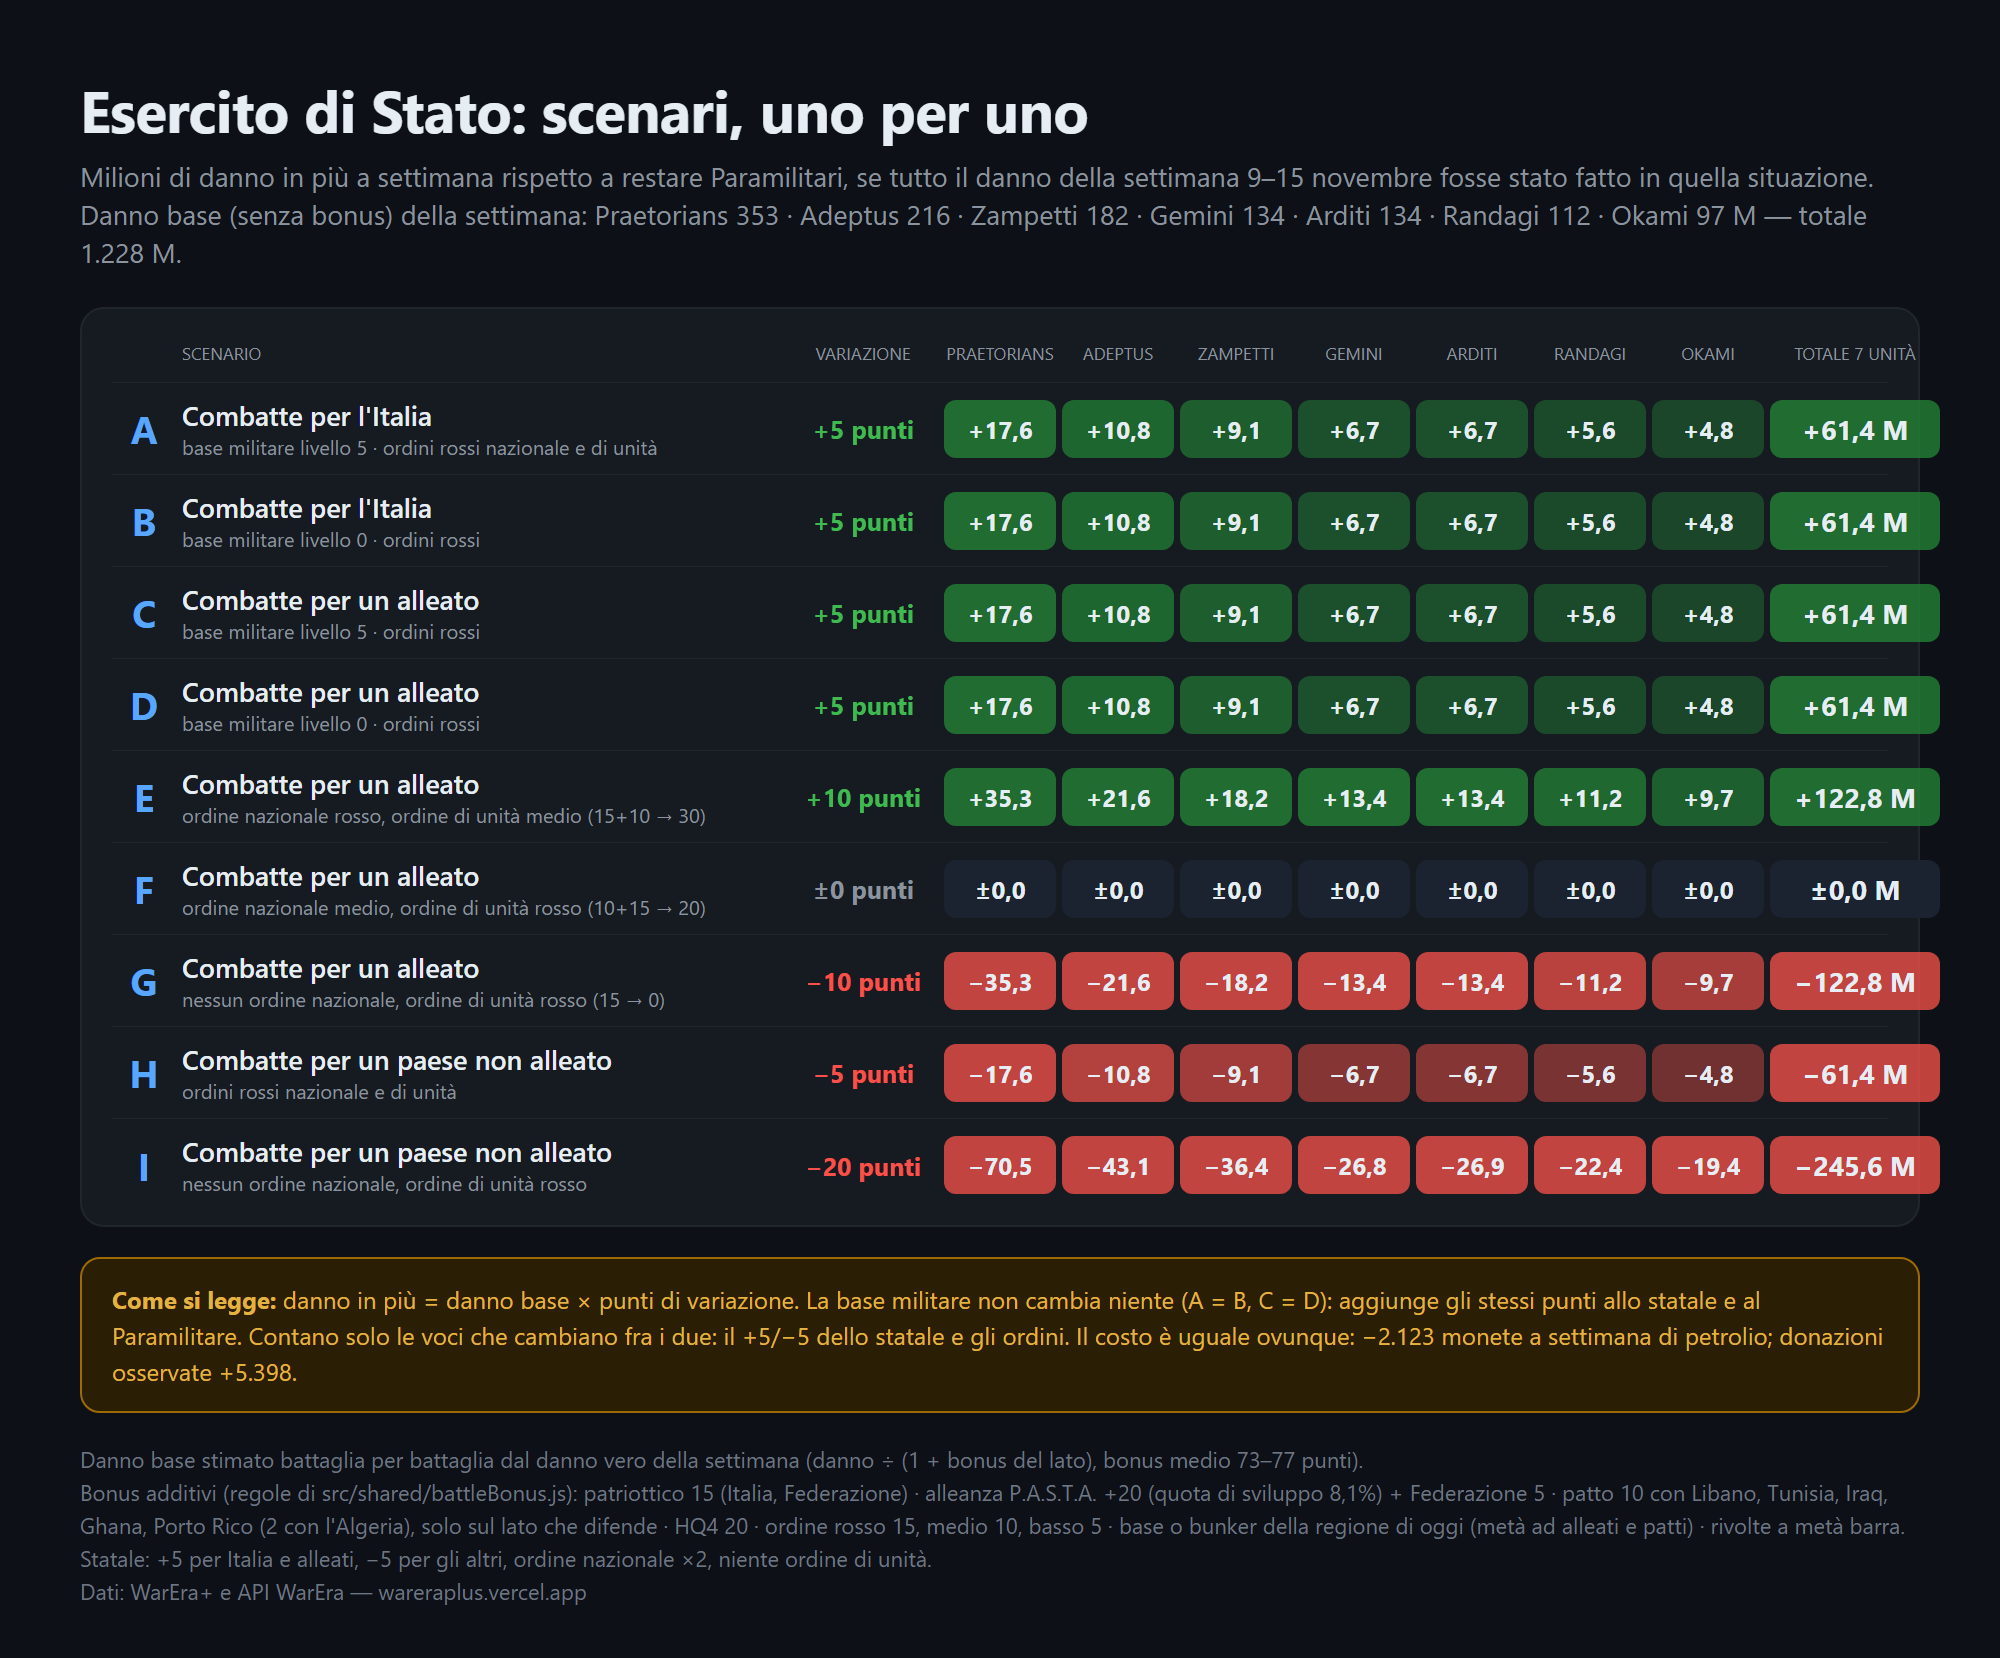 Esercito di Stato: scenari, uno per uno
Milioni di danno in più a settimana rispetto a restare Paramilitari, se tutto il danno della settimana 9–15 novembre fosse stato fatto in quella situazione.
Danno base (senza bonus) della settimana: Praetorians 353 · Adeptus 216 · Zampetti 182 · Gemini 134 · Arditi 134 · Randagi 112 · Okami 97 M — totale
1.228 M.
SCENARIO VARIAZIONE PRAETORIANS ADEPTUS ZAMPETTI GEMINI ARDITI RANDAGI OKAMI TOTALE 7 UNITÀ
A Combatte per l'Italia +5 punti +17,6 +10,8 +9,1 +6,7 +6,7 +5,6 +4,8 +61,4 M
base militare livello 5 · ordini rossi nazionale e di unità
B Combatte per l'Italia +5 punti +17,6 +10,8 +9,1 +6,7 +6,7 +5,6 +4,8 +61,4 M
base militare livello 0 · ordini rossi
C Combatte per un alleato +5 punti +17,6 +10,8 +9,1 +6,7 +6,7 +5,6 +4,8 +61,4 M
base militare livello 5 · ordini rossi
D Combatte per un alleato +5 punti +17,6 +10,8 +9,1 +6,7 +6,7 +5,6 +4,8 +61,4 M
base militare livello 0 · ordini rossi
E Combatte per un alleato +10 punti +35,3 +21,6 +18,2 +13,4 +13,4 +11,2 +9,7 +122,8 M
ordine nazionale rosso, ordine di unità medio (15+10 → 30)
F Combatte per un alleato ±0 punti ±0,0 ±0,0 ±0,0 ±0,0 ±0,0 ±0,0 ±0,0 ±0,0 M
ordine nazionale medio, ordine di unità rosso (10+15 → 20)
G Combatte per un alleato −10 punti −35,3 −21,6 −18,2 −13,4 −13,4 −11,2 −9,7 −122,8 M
nessun ordine nazionale, ordine di unità rosso (15 → 0)
H Combatte per un paese non alleato −5 punti −17,6 −10,8 −9,1 −6,7 −6,7 −5,6 −4,8 −61,4 M
ordini rossi nazionale e di unità
I Combatte per un paese non alleato −20 punti −70,5 −43,1 −36,4 −26,8 −26,9 −22,4 −19,4 −245,6 M
nessun ordine nazionale, ordine di unità rosso
Come si legge: danno in più = danno base × punti di variazione. La base militare non cambia niente (A = B, C = D): aggiunge gli stessi punti allo statale e al
Paramilitare. Contano solo le voci che cambiano fra i due: il +5/−5 dello statale e gli ordini. Il costo è uguale ovunque: −2.123 monete a settimana di petrolio; donazioni
osservate +5.398.
Danno base stimato battaglia per battaglia dal danno vero della settimana (danno ÷ (1 + bonus del lato), bonus medio 73–77 punti).
Bonus additivi (regole di src/shared/battleBonus.js): patriottico 15 (Italia, Federazione) · alleanza P.A.S.T.A. +20 (quota di sviluppo 8,1%) + Federazione 5 · patto 10 con Libano, Tunisia, Iraq,
Ghana, Porto Rico (2 con l'Algeria), solo sul lato che difende · HQ4 20 · ordine rosso 15, medio 10, basso 5 · base o bunker della regione di oggi (metà ad alleati e patti) · rivolte a metà barra.
Statale: +5 per Italia e alleati, −5 per gli altri, ordine nazionale ×2, niente ordine di unità.
Dati: WarEra+ e API WarEra — wareraplus.vercel.app